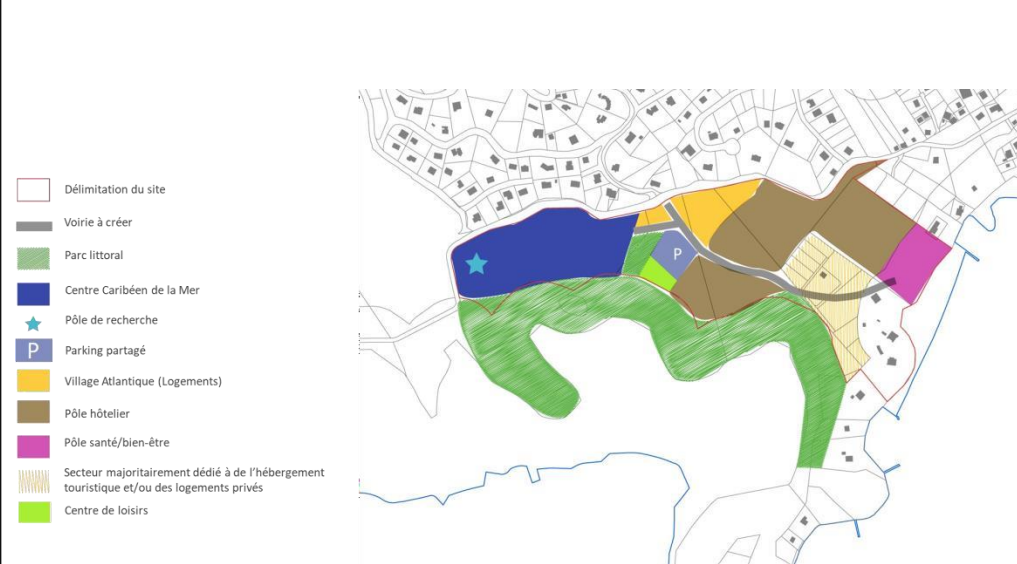 Délimitation du site
Voirie à créer
Parc littoral
Centre Caribéen de la Mer
Pôle de recherche
P
Parking partagé
Village Atlantique (Logements)
Pôle hôtelier
Pôle santé/bien-être
Secteur majoritairement dédié à de l'hébergement
touristique et/ou des logements privés
Centre de loisirs
P